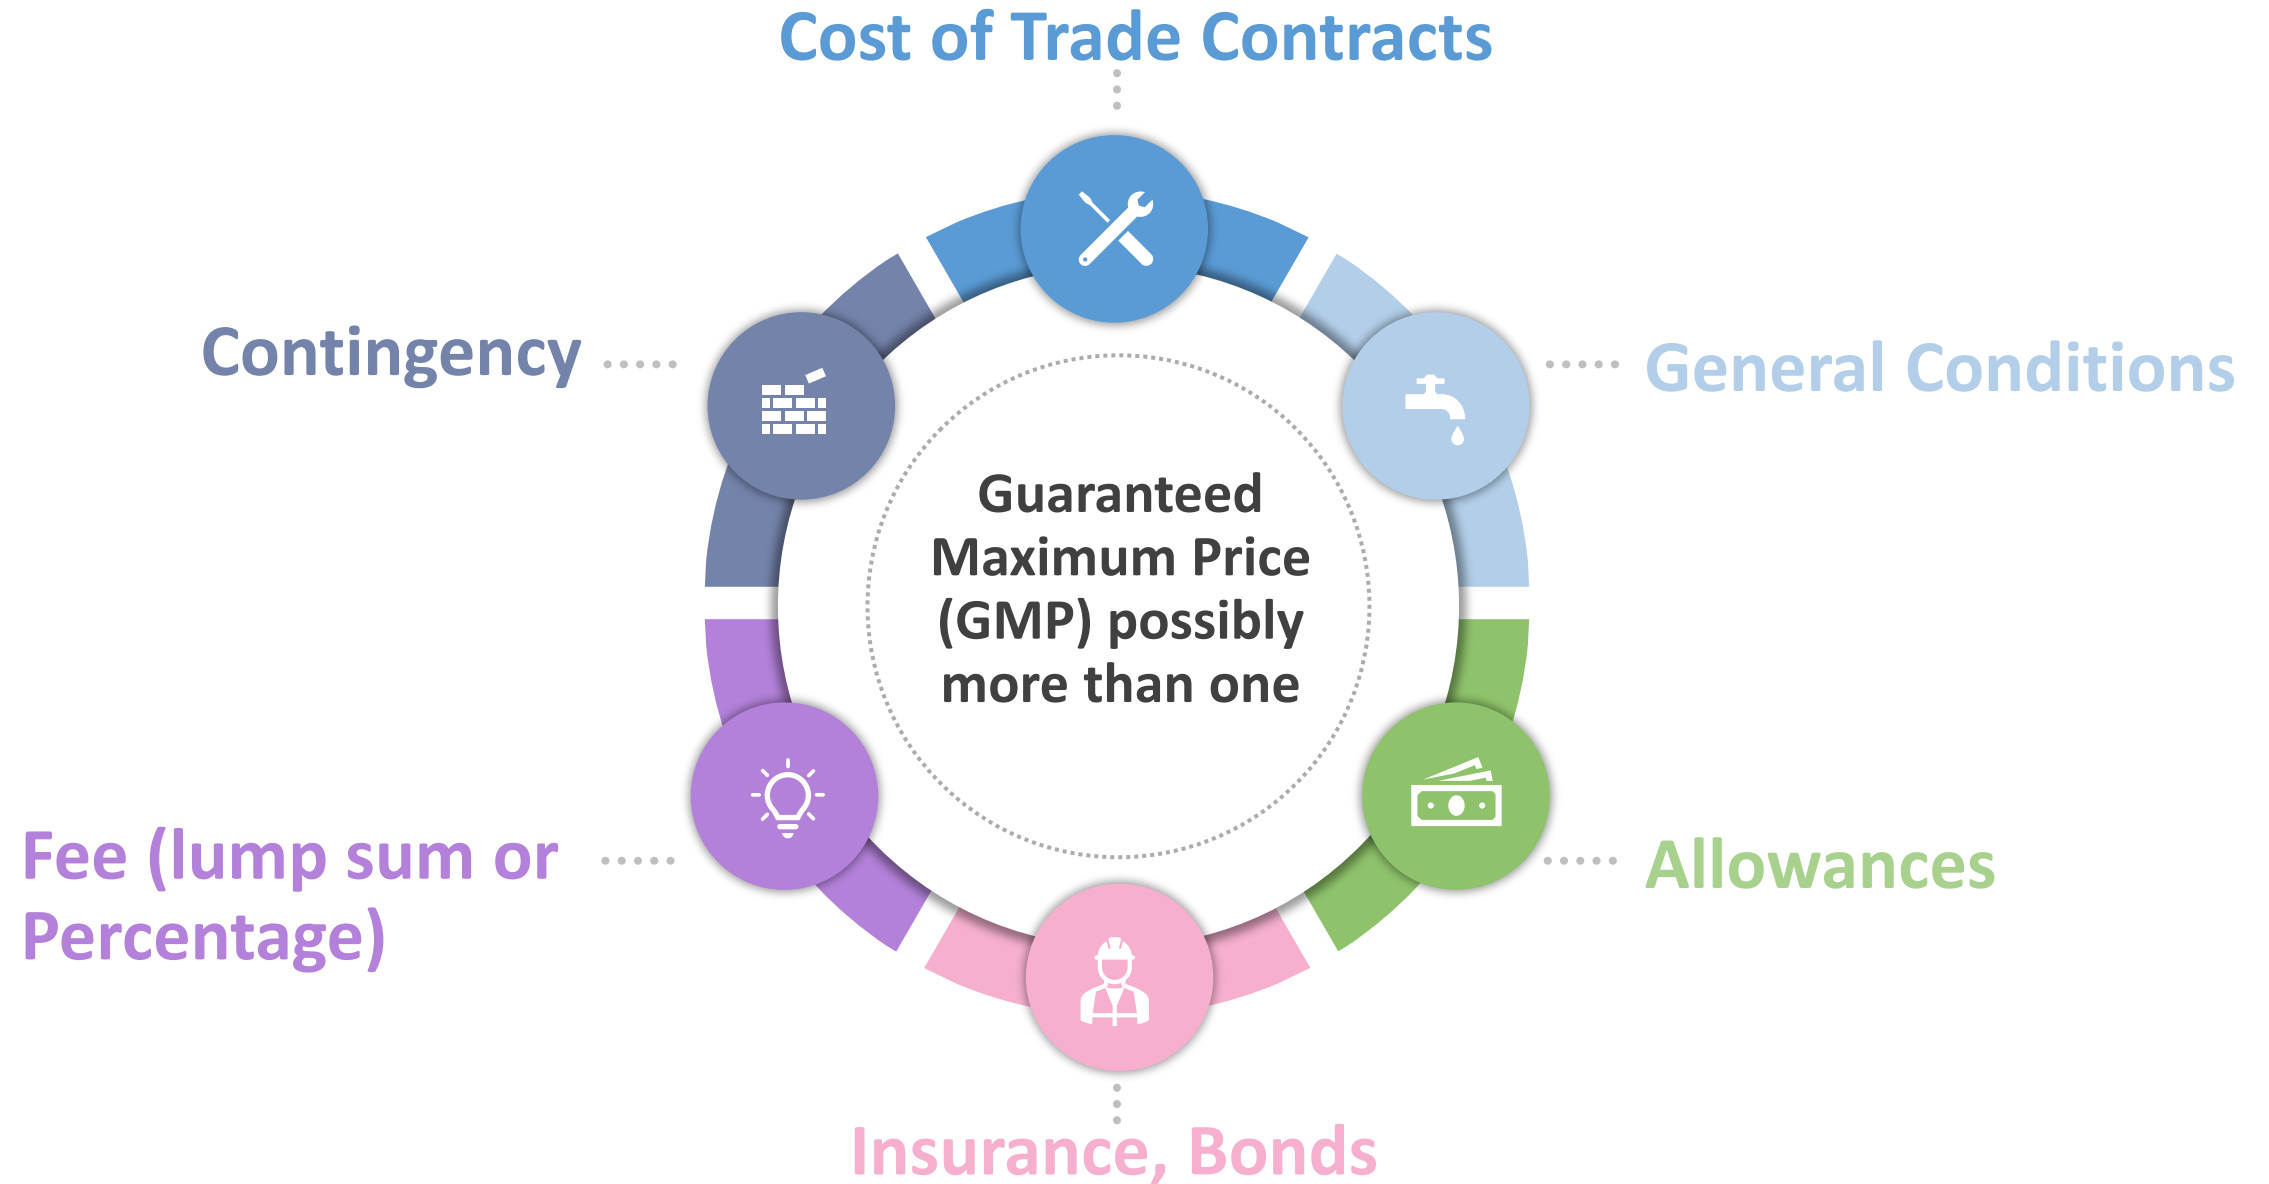 Cost of Trade Contracts
Contingency
General Conditions
Guaranteed
Maximum Price
(GMP) possibly
more than one
Fee (lump sum or
Percentage)
Allowances
Insurance, Bonds